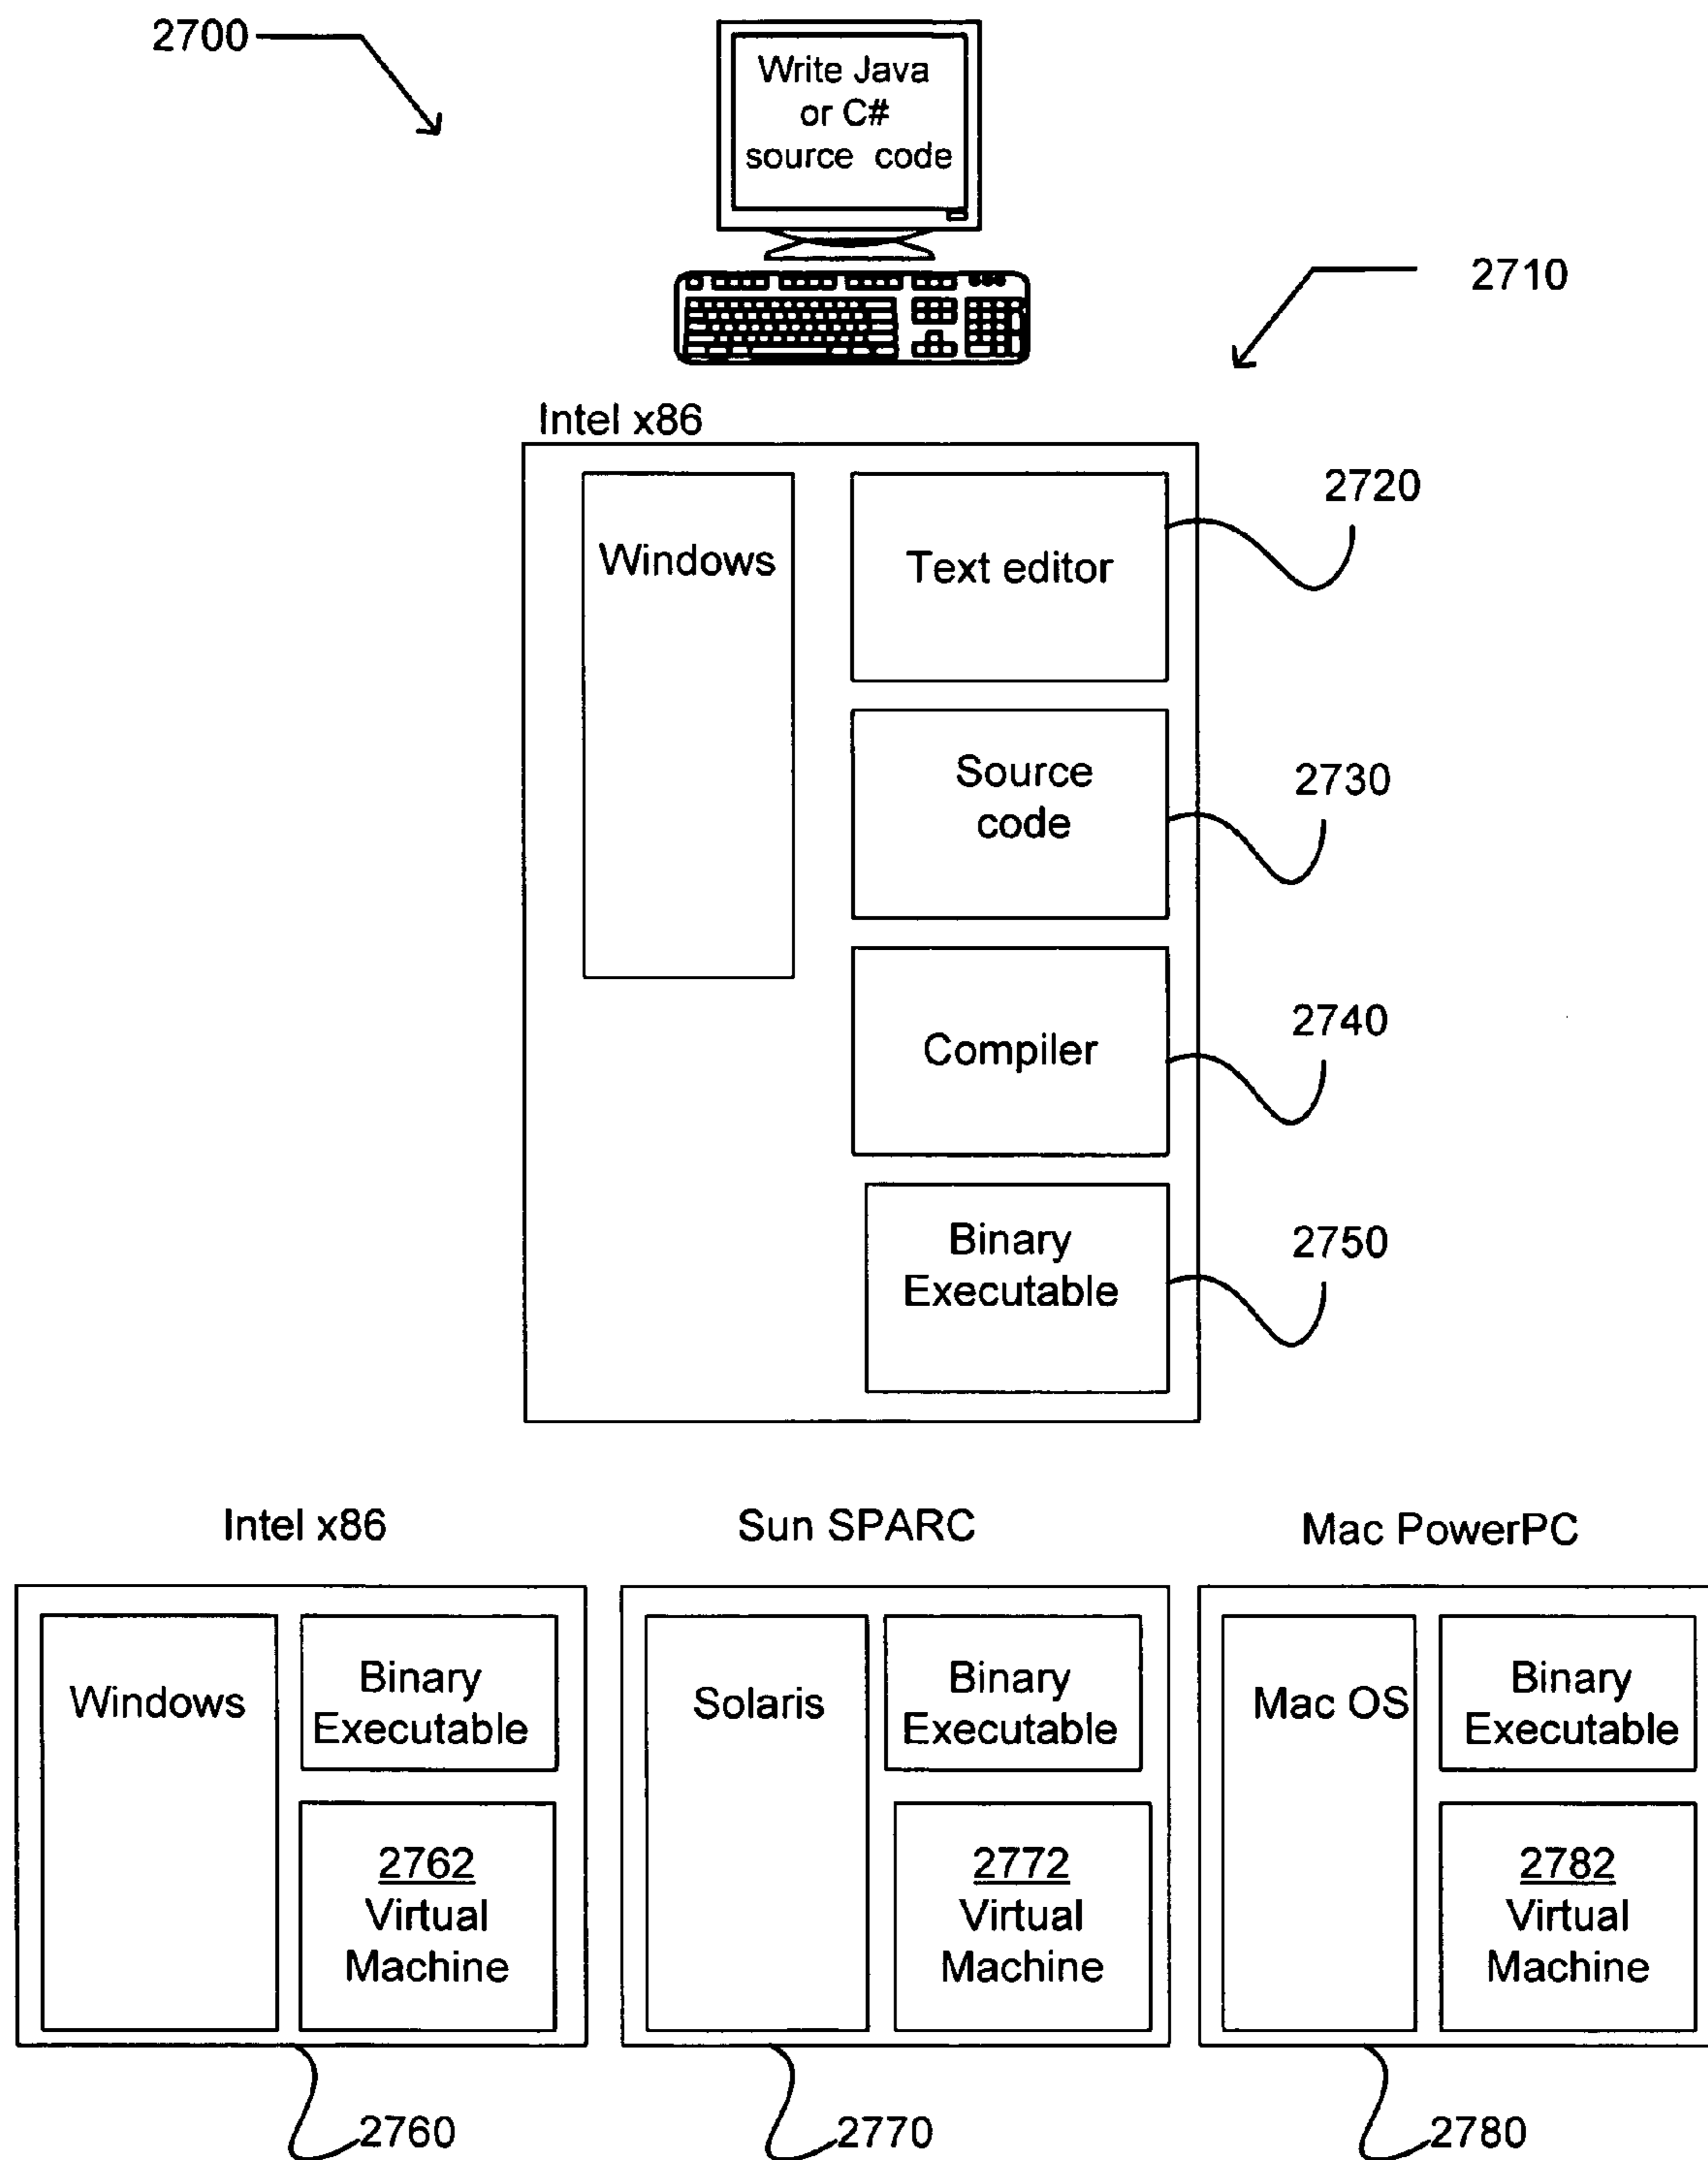 2700
Write Java
or C#
source code
2710
Intel x86
Windows
Text editor
2720
Source
code
2730
Compiler
2740
Binary
Executable
2750
Intel x86
Sun SPARC
Mac PowerPC
Windows
Binary
Executable
2762
Virtual
Machine
Solaris
Binary
Executable
2772
Virtual
Machine
Mac OS
Binary
Executable
2782
Virtual
Machine
2760
2770
2780